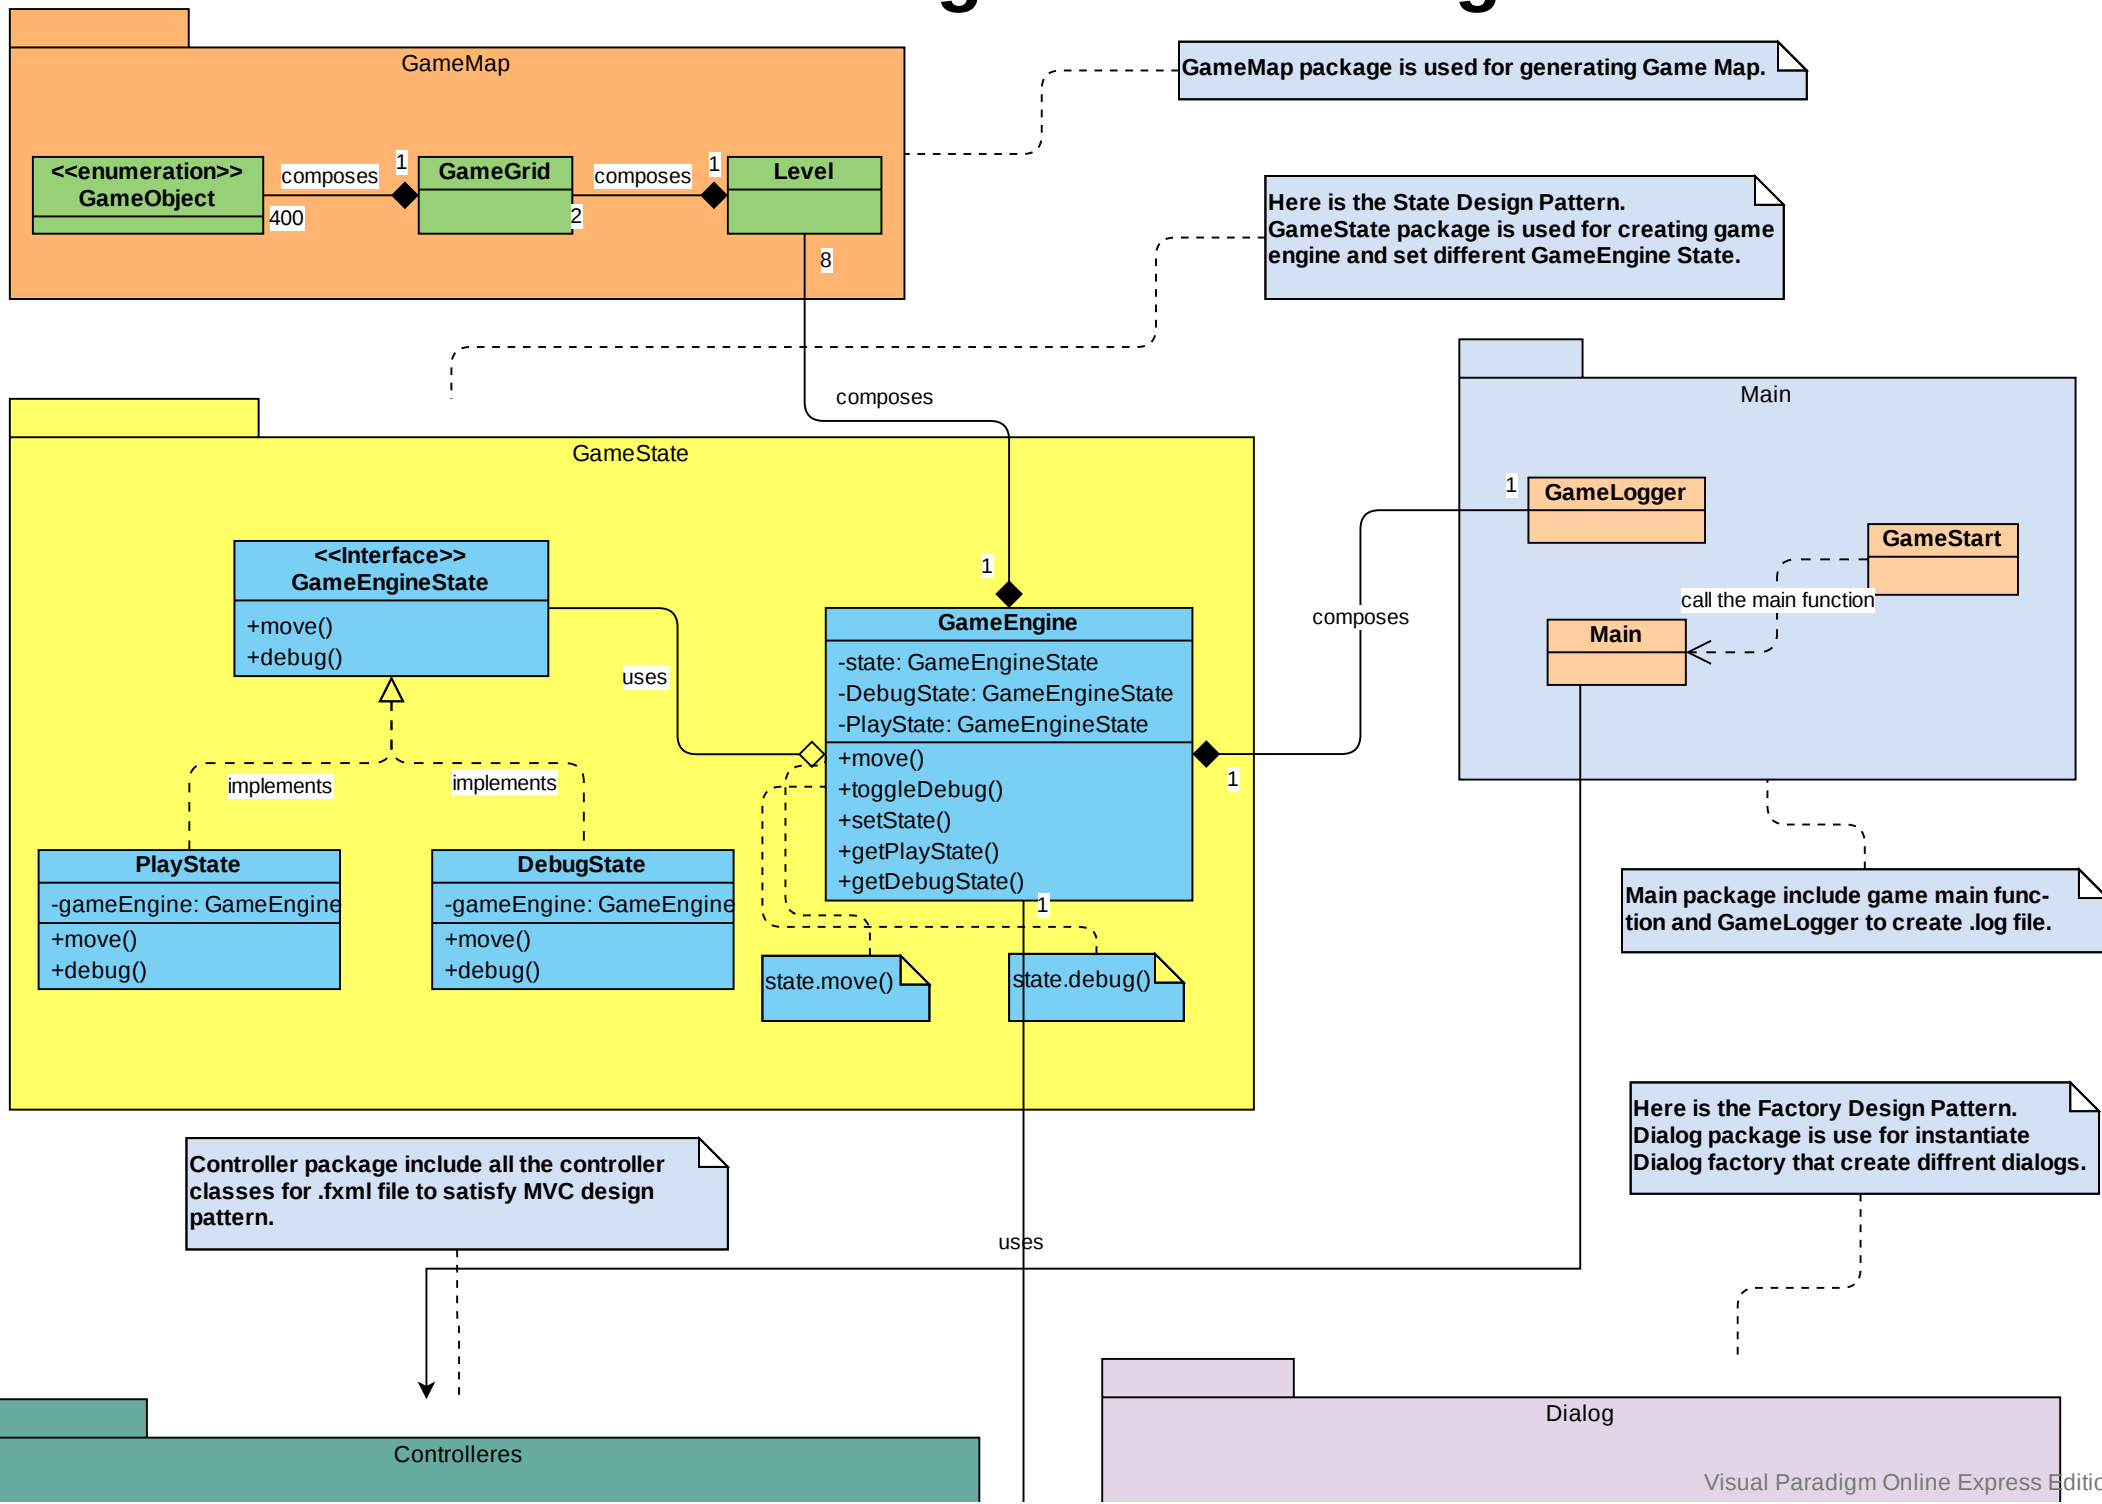 GameMap
GameMap package is used for generating Game Map.
<<enumeration>>
GameObject
composes
1
400
GameGrid
composes
1
2
Level
8
Here is the State Design Pattern.
GameState package is used for creating game
engine and set different GameEngine State.
composes
Main
GameState
1
GameLogger
GameStart
call the main function
Main
<<Interface>>
GameEngineState
+move()
+debug()
uses
1
GameEngine
-state: GameEngineState
-DebugState: GameEngineState
-PlayState: GameEngineState
+move()
+toggleDebug()
+setState()
+getPlayState()
+getDebugState()
1
composes
1
implements
implements
PlayState
-gameEngine: GameEngine
+move()
+debug()
DebugState
-gameEngine: GameEngine
+move()
+debug()
state.move()
state.debug()
Main package include game main func-
tion and GameLogger to create .log file.
Controller package include all the controller
classes for .fxml file to satisfy MVC design
pattern.
Here is the Factory Design Pattern.
Dialog package is use for instantiate
Dialog factory that create diffrent dialogs.
uses
Controlleres
Dialog
Visual Paradigm Online Express Editio